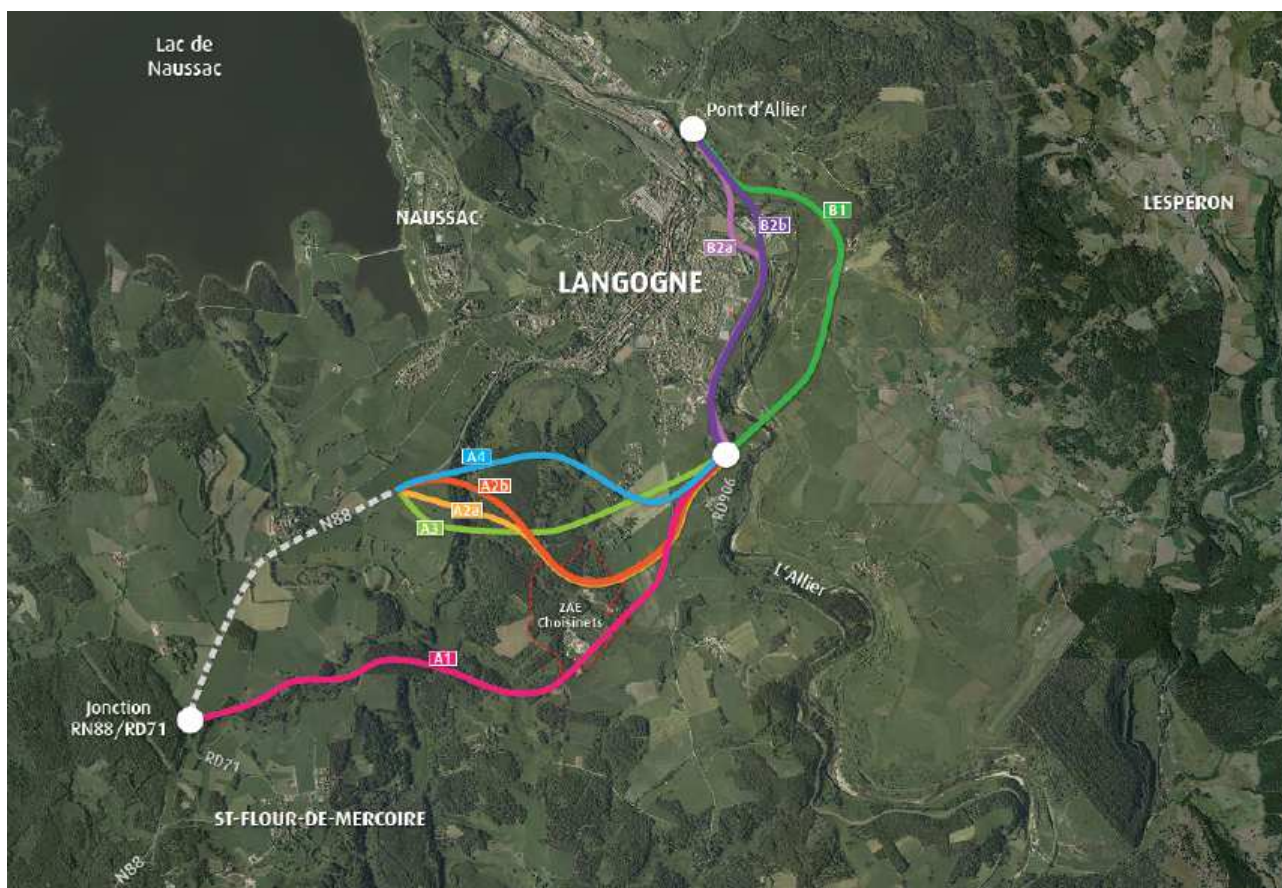 Lac de
Naussac
Pont d'Allier
NAUSSAC
LESPERON
B1
B2b
B2a
LANGOGNE
A4
A2b
A2a
A3
N88
RD906
L'Allier
ZAE
Choisinets
A1
Jonction
RN88/RD71
RD71
ST-FLOUR-DE-MERCOIRE
N88